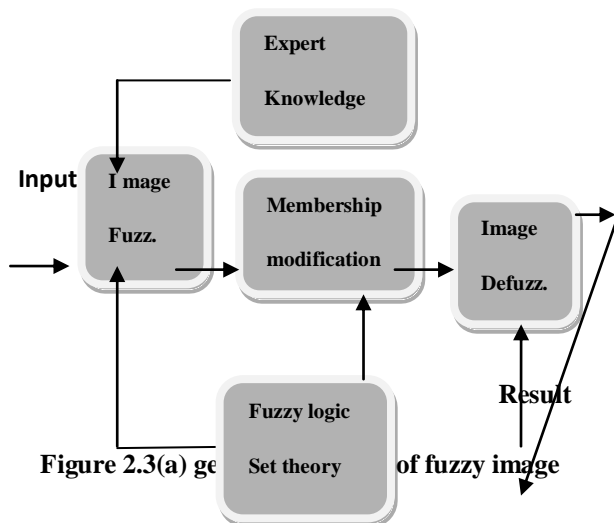 Expert
Knowledge
Input
I mage
Fuzz.
Membership
modification
Image
Defuzz.
Result
Fuzzy logic
Set theory
Figure 2.3(a) ge of fuzzy image